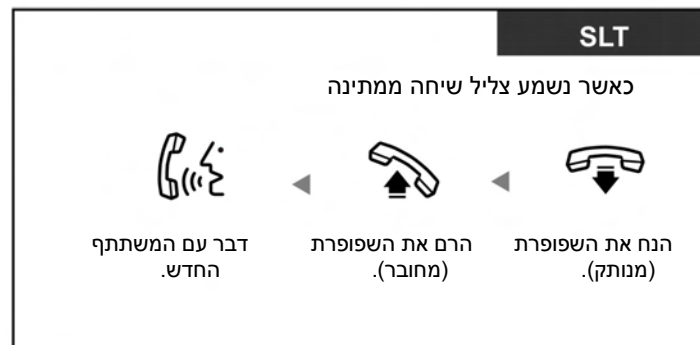 SLT
כאשר נשמע צליל שיחה ממתינה
הנח את השפופרת
(מנותק).
הרם את השפופרת
(מחובר).
דבר עם המשתתף
החדש.